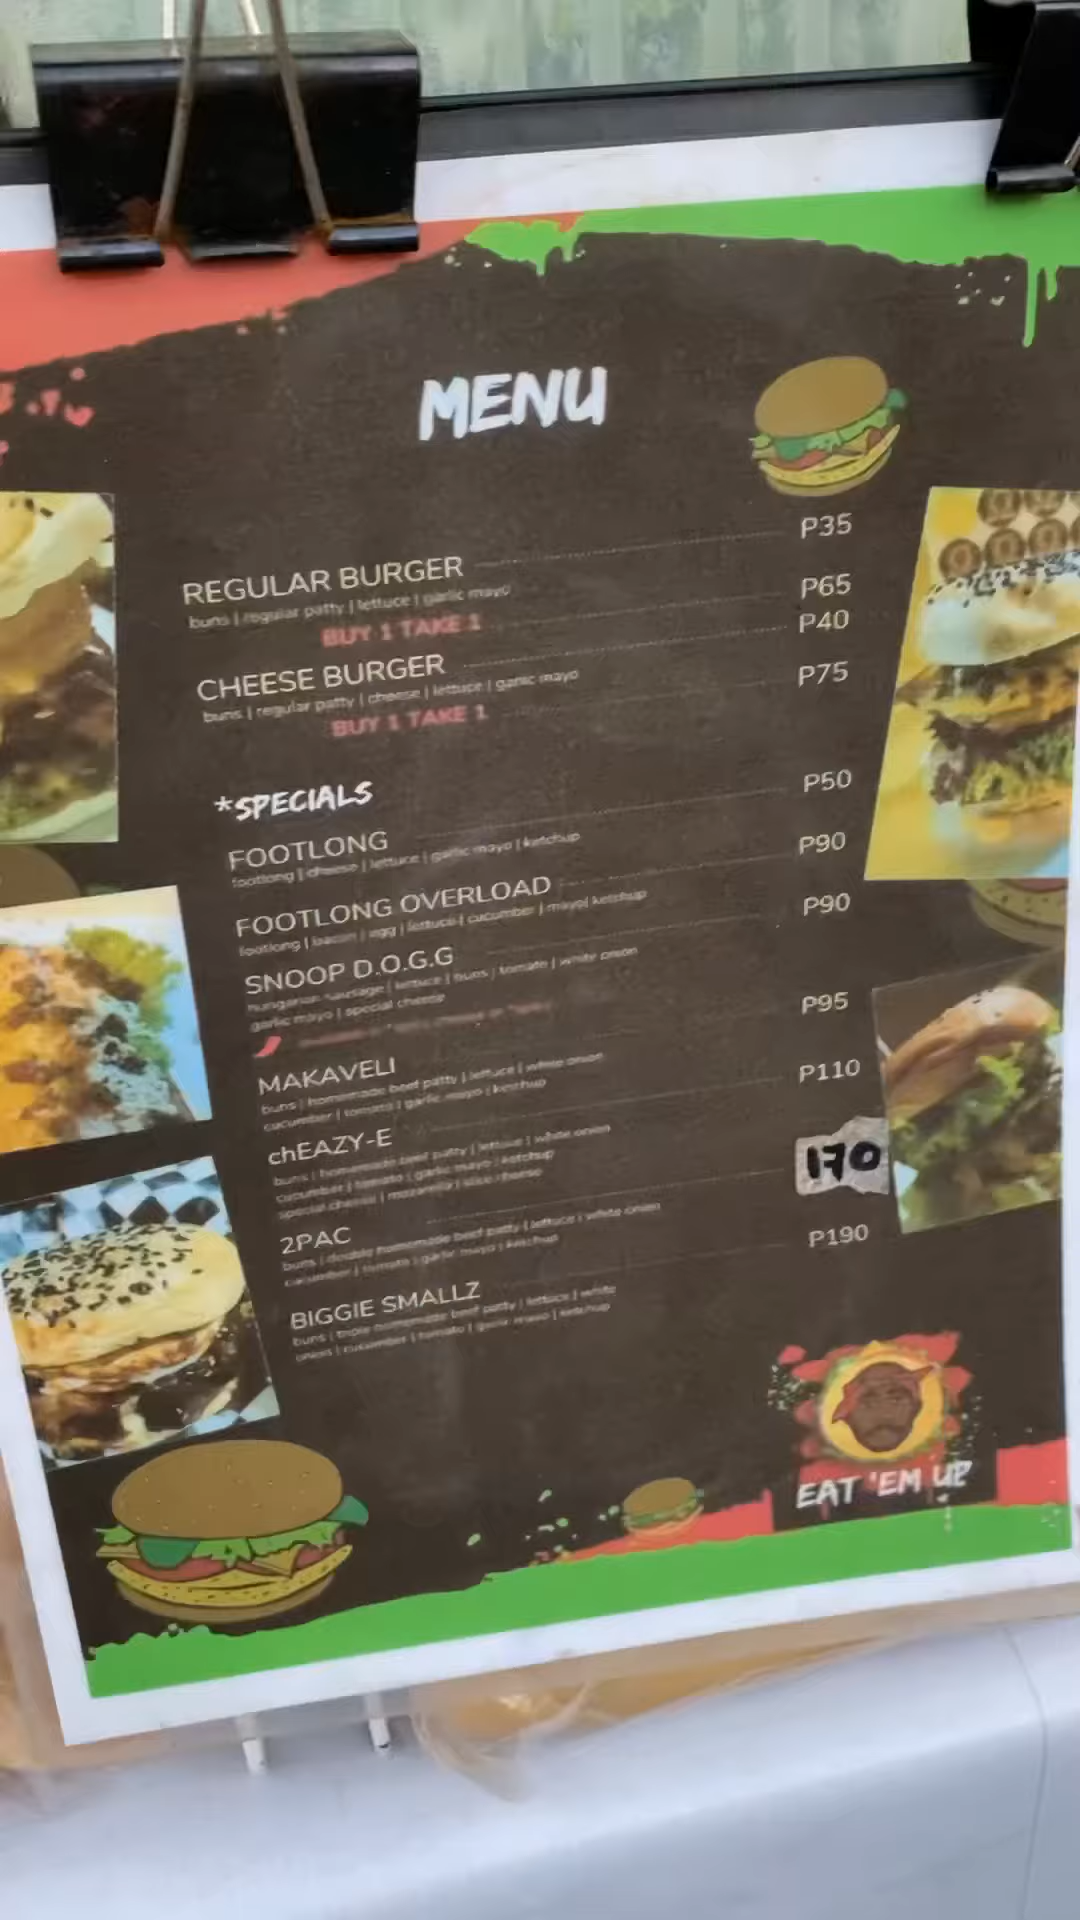 MENU
REGULAR BURGER P35
buns | regular patty | lettuce | garlic mayo
BUY 1 TAKE 1 P65
CHEESE BURGER P40
buns | regular patty | cheese | lettuce | garlic mayo
BUY 1 TAKE 1 P75
*SPECIALS
FOOTLONG P50
footlong | cheese | lettuce | garlic mayo | ketchup
FOOTLONG OVERLOAD P90
footlong | bacon | egg | lettuce | cucumber | mayo| ketchup
SNOOP D.O.G.G P90
hungarian sausage | lettuce | buns | tomato | white onion
garlic mayo | special cheese
MAKAVELI P95
buns | homemade beef patty | lettuce | white onion
cucumber | tomato | garlic mayo | ketchup
chEAZY-E P110
buns | homemade beef patty | lettuce | white onion
cucumber | tomato | garlic mayo | ketchup
special cheese | mozarella | slice cheese
2PAC 170
buns | double homemade beef patty | lettuce | white onion
cucumber | tomato | garlic mayo | ketchup
BIGGIE SMALLZ P190
buns | triple homemade beef patty | lettuce | white
onion | cucumber | tomato | garlic mayo | ketchup
EAT 'EM UP